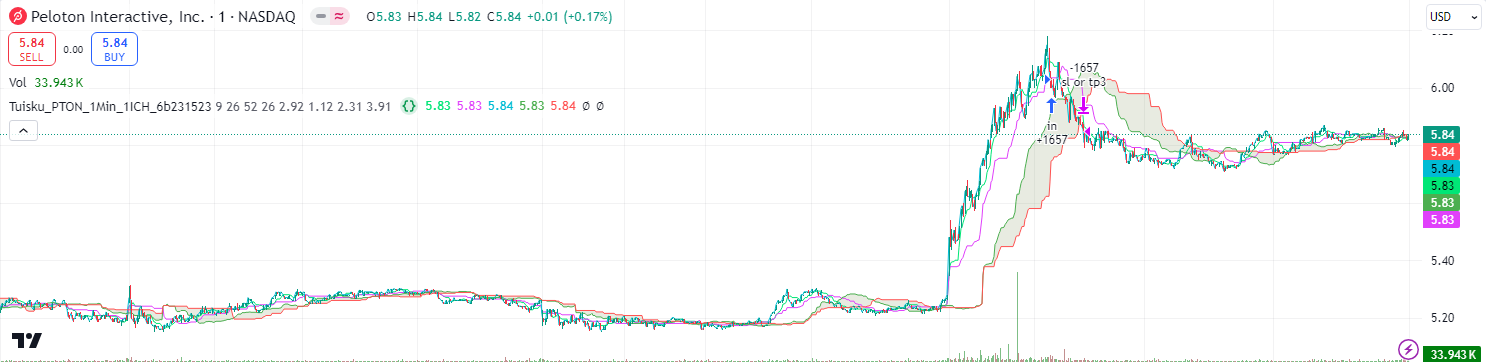 Peloton Interactive, Inc. · 1 · NASDAQ O5.83 H5.84 L5.82 C5.84 +0.01 (+0.17%)
USD
5.84
SELL
0.00
5.84
BUY
Vol 33.943 K
Tuisku_PTON_1Min_1ICH_6b231523 9 26 52 26 2.92 1.12 2.31 3.91 {} 5.83 5.83 5.84 5.83 5.84 Ø Ø
-1657
sl or tp3
in
+1657
6.00
5.84
5.84
5.84
5.83
5.83
5.83
5.40
5.20
33.943 K